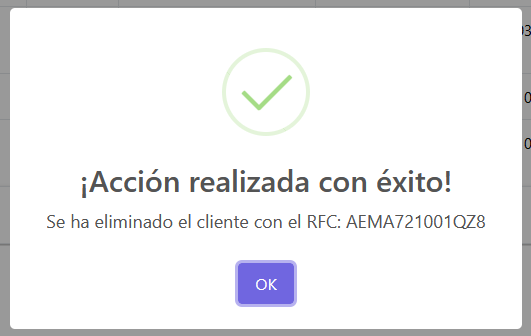 ¡Acción realizada con éxito!
Se ha eliminado el cliente con el RFC: AEMA721001QZ8
OK